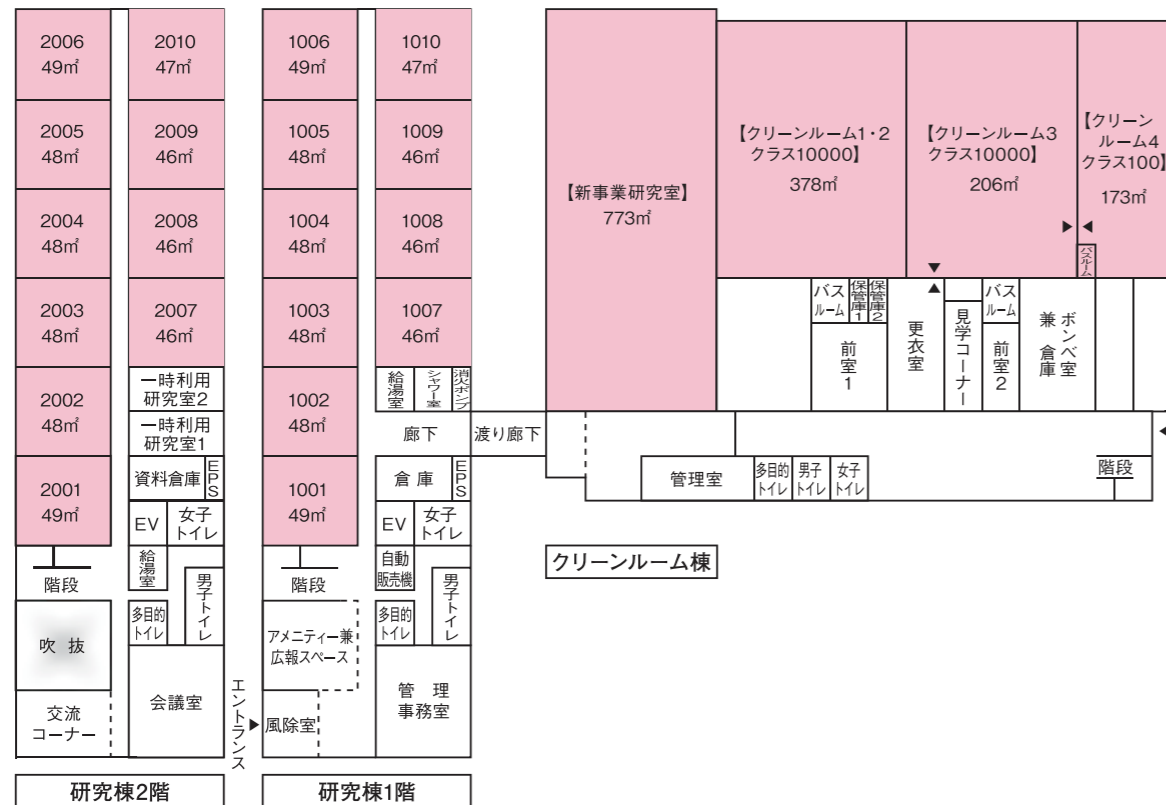 2006
49㎡
2005
48㎡
2004
48㎡
2003
48㎡
2002
48㎡
2001
49㎡
階段
吹 抜
交流
コーナー
2010
47㎡
2009
46㎡
2008
46㎡
2007
46㎡
一時利用
研究室2
一時利用
研究室1
資料倉庫
EPS
EV
女子
トイレ
給湯室
男子トイレ
多目的
トイレ
会議室
研究棟2階
エントランス
1006
49㎡
1005
48㎡
1004
48㎡
1003
48㎡
1002
48㎡
1001
49㎡
階段
アメニティー兼
広報スペース
風除室
1010
47㎡
1009
46㎡
1008
46㎡
1007
46㎡
給湯室
シャワー室
消火ポンプ
廊下
渡り廊下
倉 庫
EPS
EV
女子
トイレ
自動
販売機
男子トイレ
多目的
トイレ
管 理
事務室
研究棟1階
【新事業研究室】
773㎡
【クリーンルーム1・2
クラス10000】
378㎡
【クリーンルーム3
クラス10000】
206㎡
【クリーン
ルーム4
クラス100】
173㎡
パスルーム
パス
ルーム
保管庫1
保管庫2
前室1
更衣室
見学コーナー
パス
ルーム
前室2
ボンベ室
兼 倉庫
管理室
多目的
トイレ
男子
トイレ
女子
トイレ
階段
クリーンルーム棟